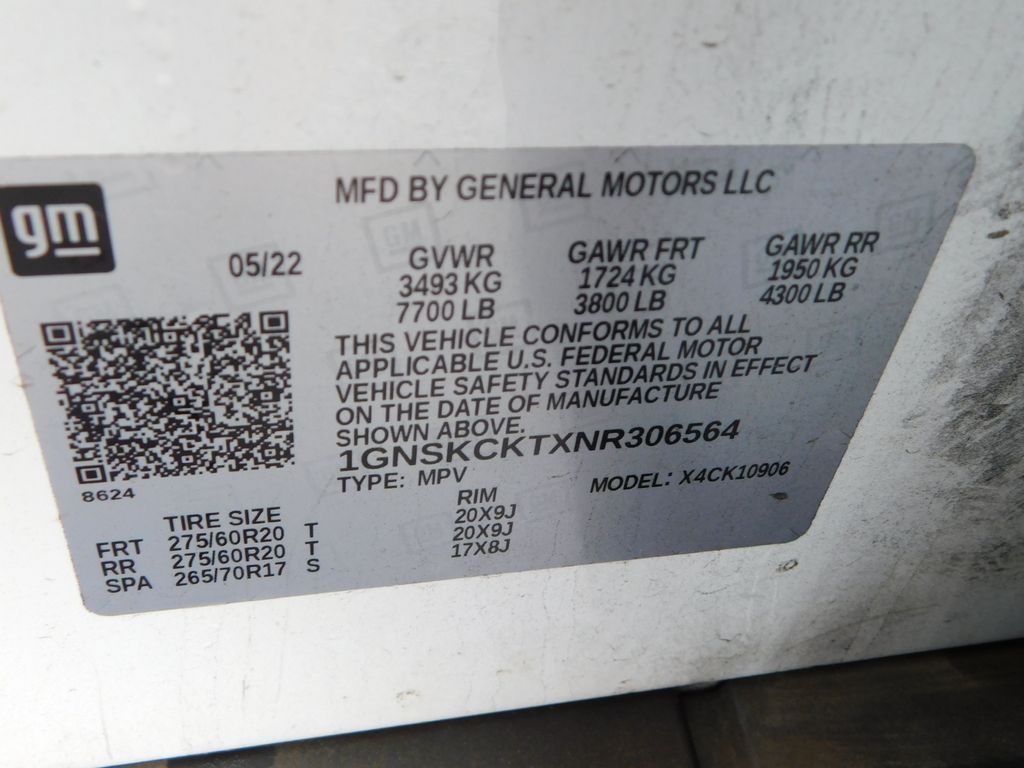 gm
MFD BY GENERAL MOTORS LLC
05/22
GVWR GAWR FRT GAWR RR
3493 KG 1724 KG 1950 KG
7700 LB 3800 LB 4300 LB
THIS VEHICLE CONFORMS TO ALL
APPLICABLE U.S. FEDERAL MOTOR
VEHICLE SAFETY STANDARDS IN EFFECT
ON THE DATE OF MANUFACTURE
SHOWN ABOVE.
1GNSKCKTXNR306564
8624
TYPE: MPV MODEL: X4CK10906
TIRE SIZE RIM
FRT 275/60R20 T 20X9J
RR 275/60R20 T 20X9J
SPA 265/70R17 S 17X8J